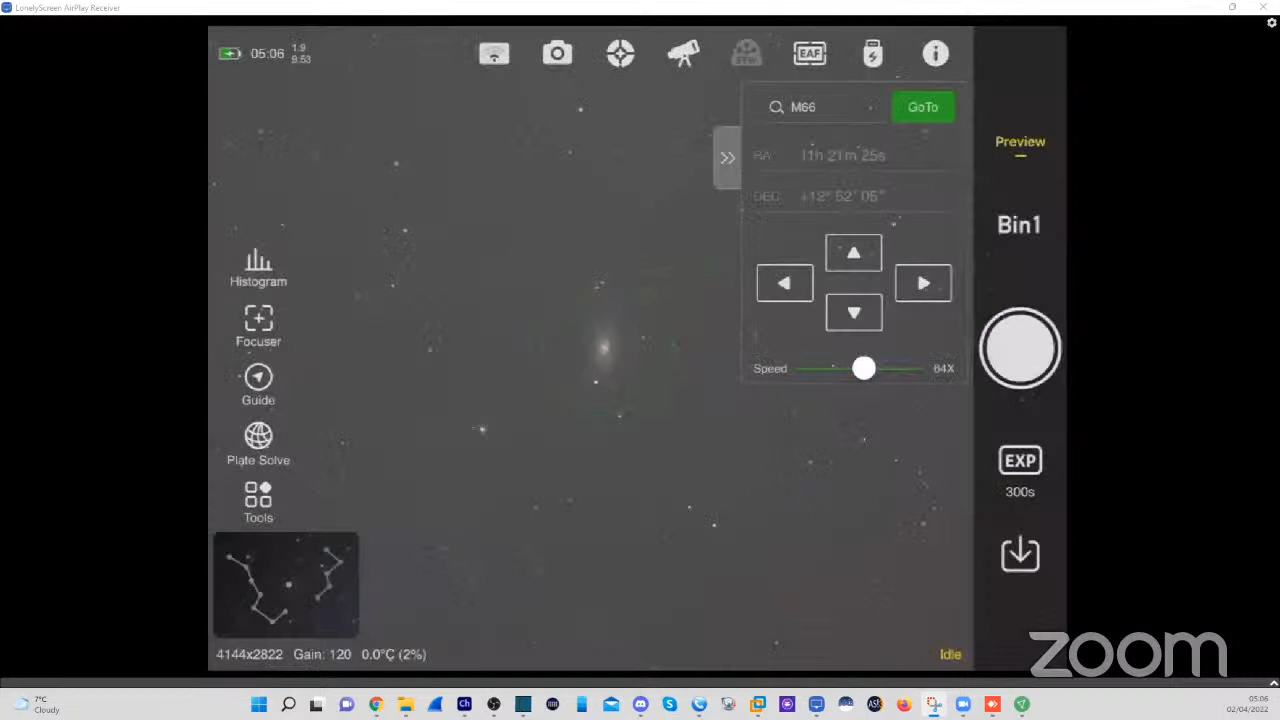 LonelyScreen AirPlay Receiver
05:06
1.9
9.53
EAF
M66
GoTo
RA: 11h 21m 25s
DEC: +12° 52' 05"
Speed 64X
Histogram
Focuser
Guide
Plate Solve
Tools
4144x2822 Gain: 120 0.0°C (2%)
Idle
Preview
Bin1
EXP
300s
zoom
7°C
Cloudy
05:06
02/04/2022